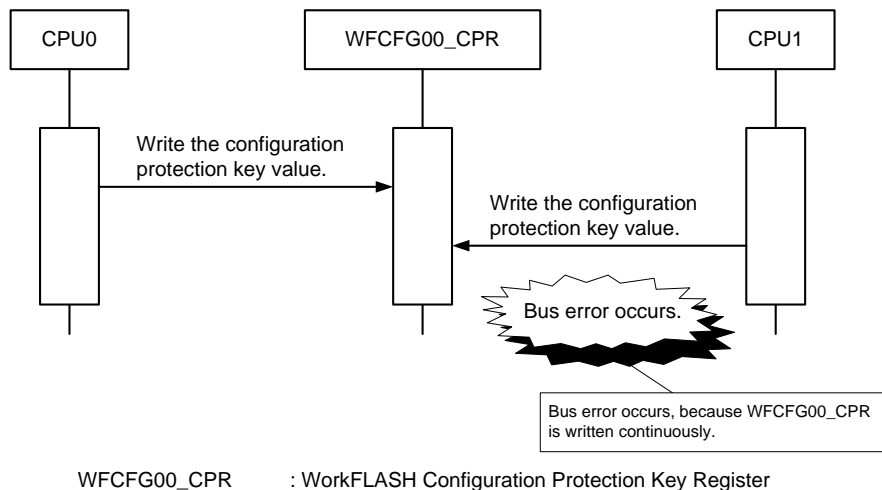 CPU0
WFCFG00_CPR
CPU1
Write the configuration
protection key value.
Write the configuration
protection key value.
Bus error occurs.
Bus error occurs, because WFCFG00_CPR
is written continuously.
WFCFG00_CPR : WorkFLASH Configuration Protection Key Register